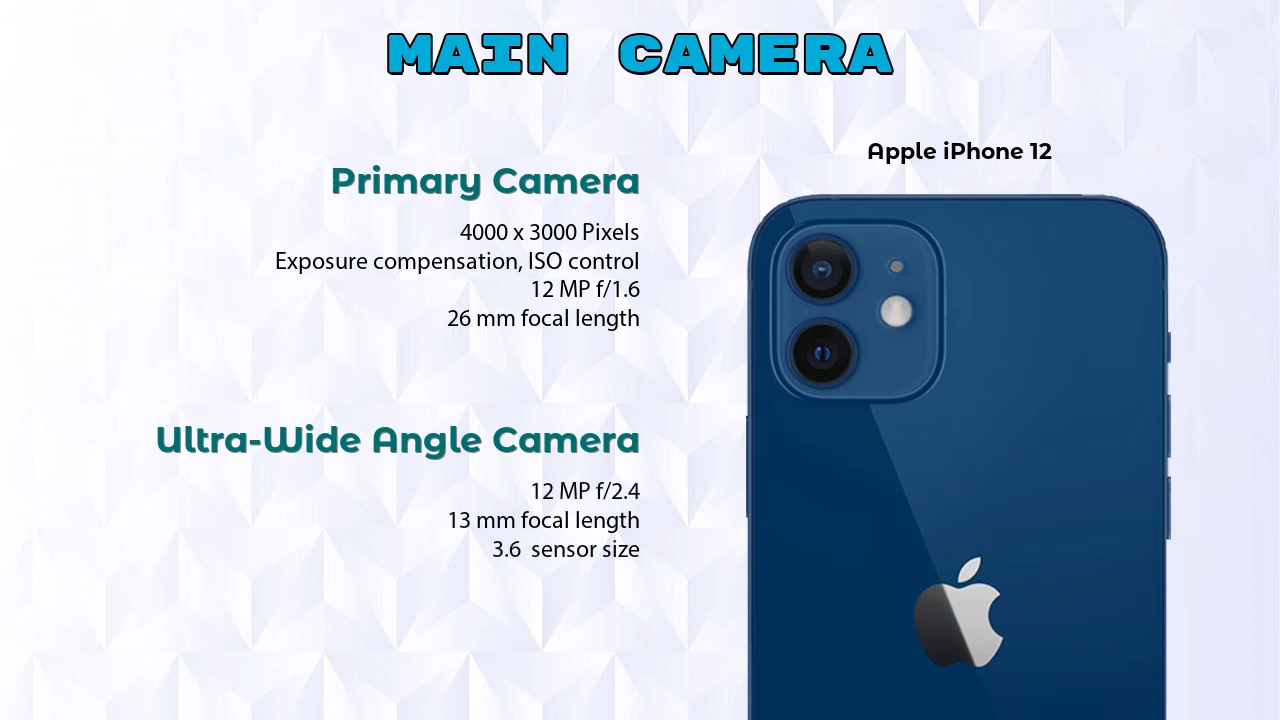 MAIN CAMERA
Apple iPhone 12
Primary Camera
4000 x 3000 Pixels
Exposure compensation, ISO control
12 MP f/1.6
26 mm focal length
Ultra-Wide Angle Camera
12 MP f/2.4
13 mm focal length
3.6  sensor size